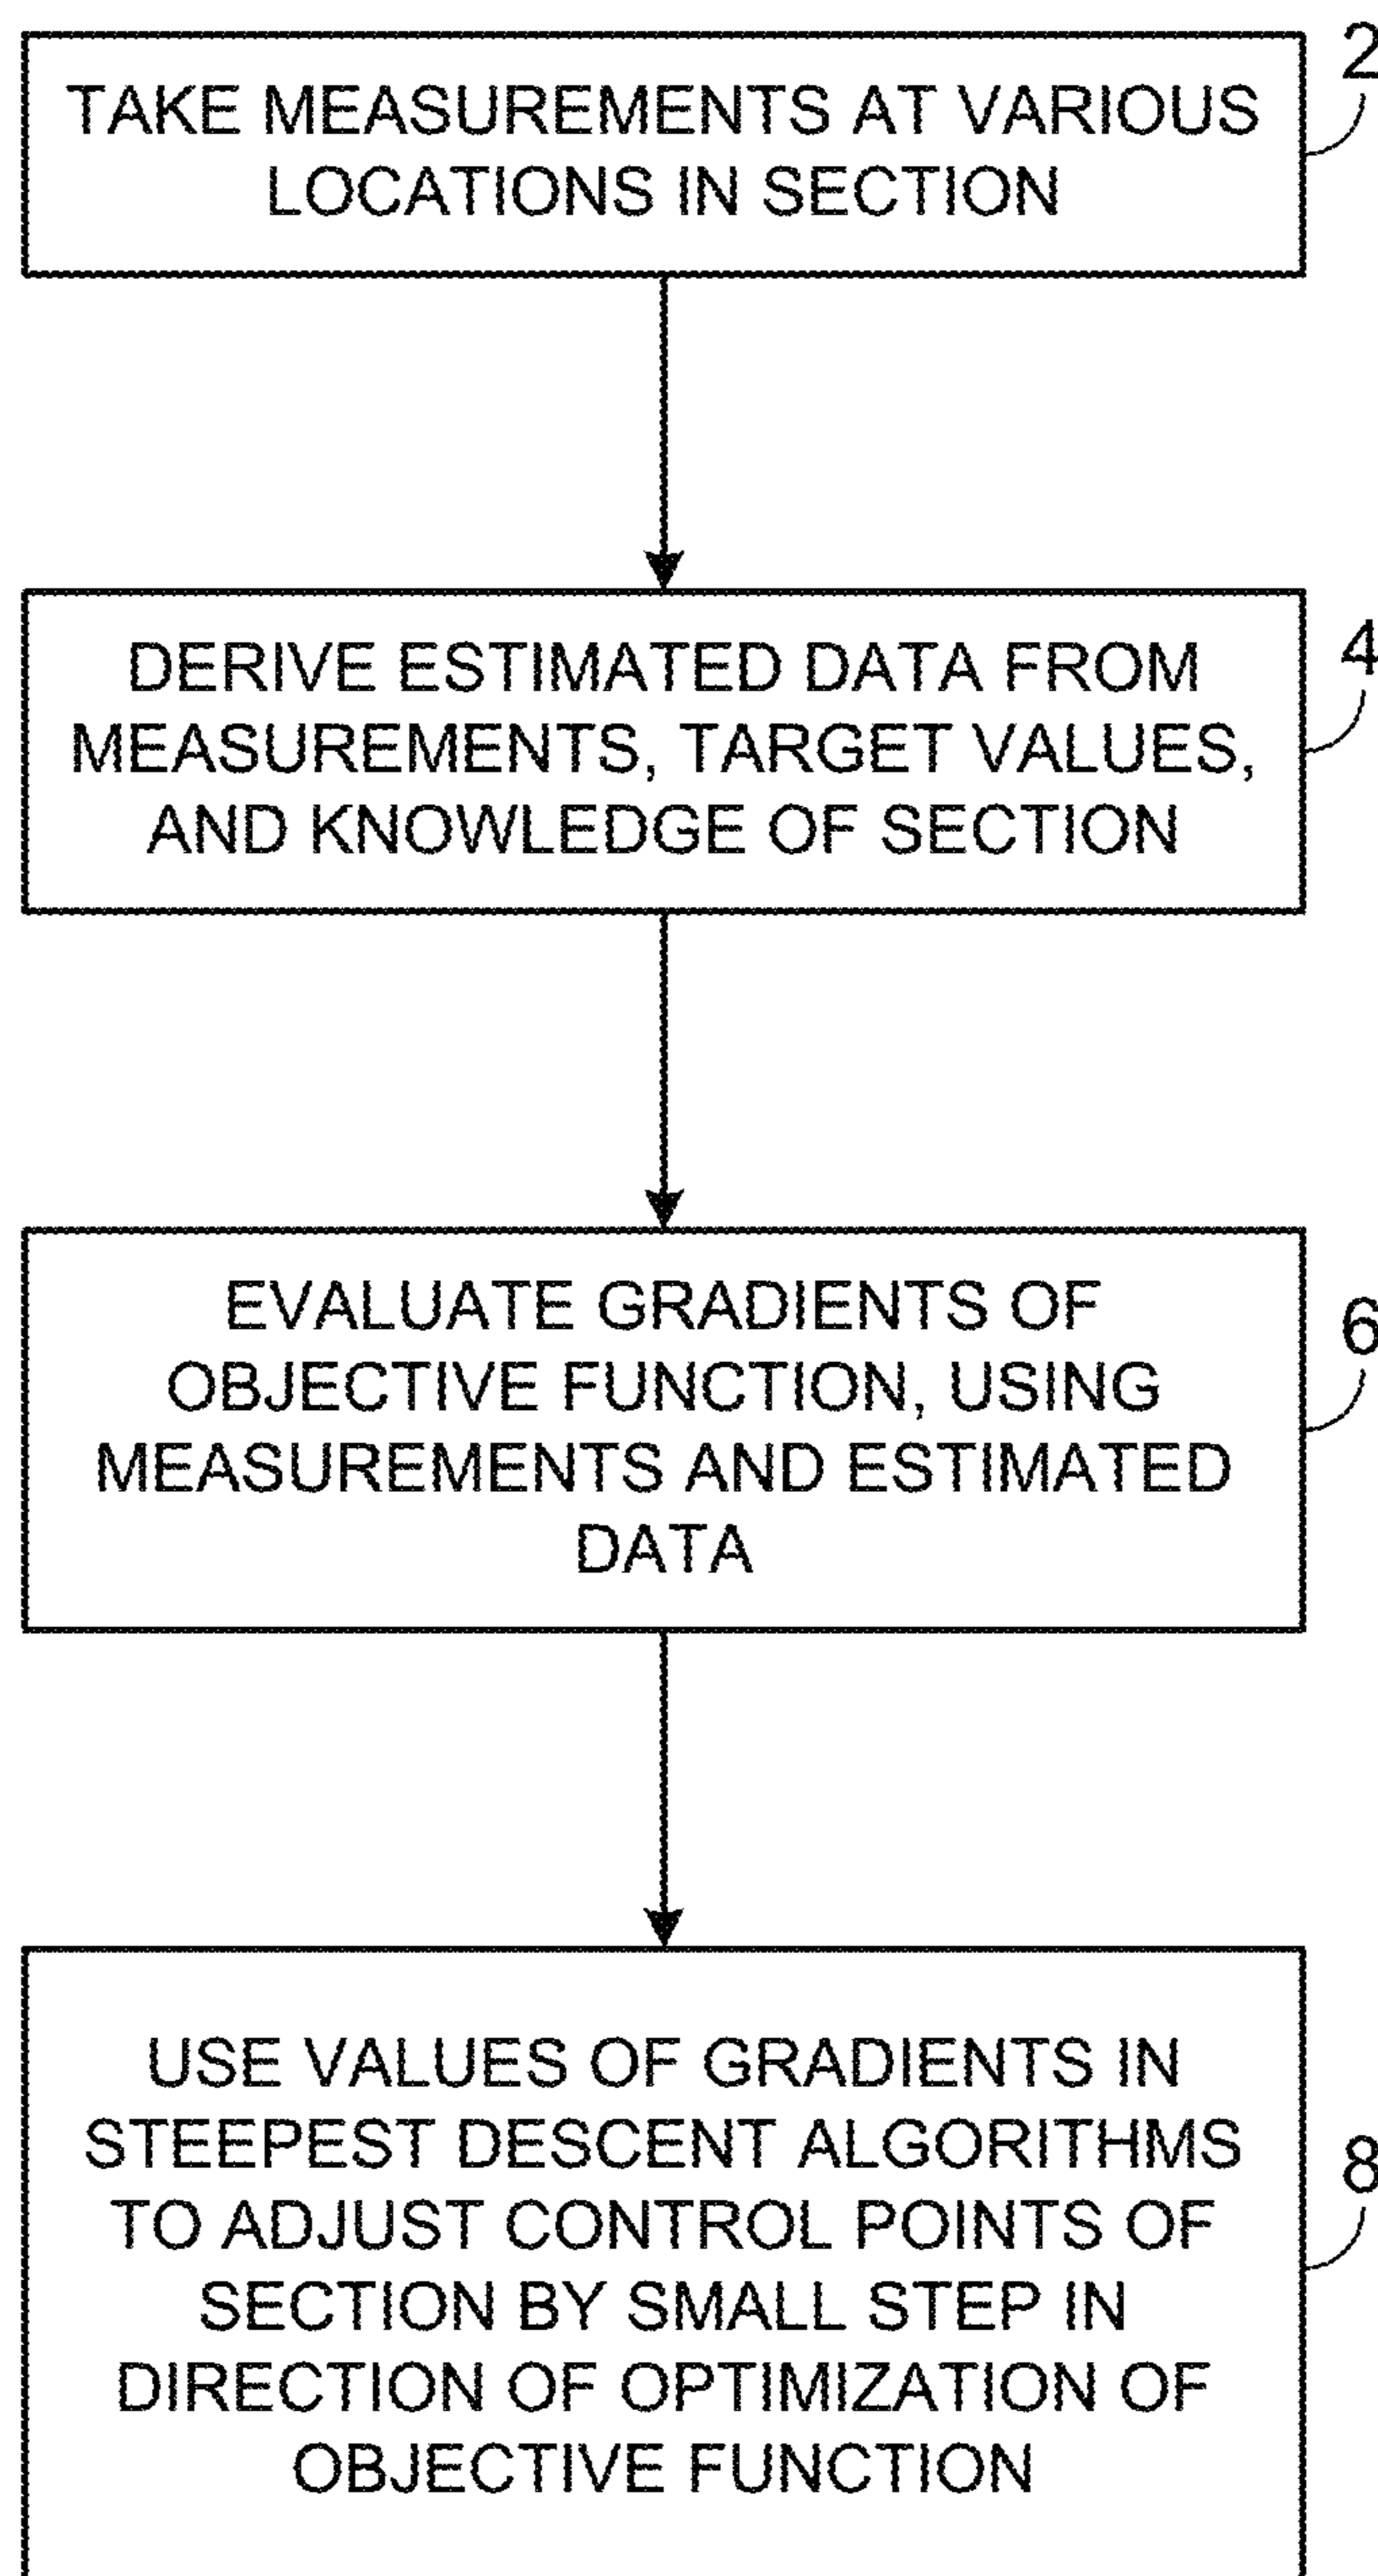 2
TAKE MEASUREMENTS AT VARIOUS
LOCATIONS IN SECTION
4
DERIVE ESTIMATED DATA FROM
MEASUREMENTS, TARGET VALUES,
AND KNOWLEDGE OF SECTION
6
EVALUATE GRADIENTS OF
OBJECTIVE FUNCTION, USING
MEASUREMENTS AND ESTIMATED
DATA
8
USE VALUES OF GRADIENTS IN
STEEPEST DESCENT ALGORITHMS
TO ADJUST CONTROL POINTS OF
SECTION BY SMALL STEP IN
DIRECTION OF OPTIMIZATION OF
OBJECTIVE FUNCTION